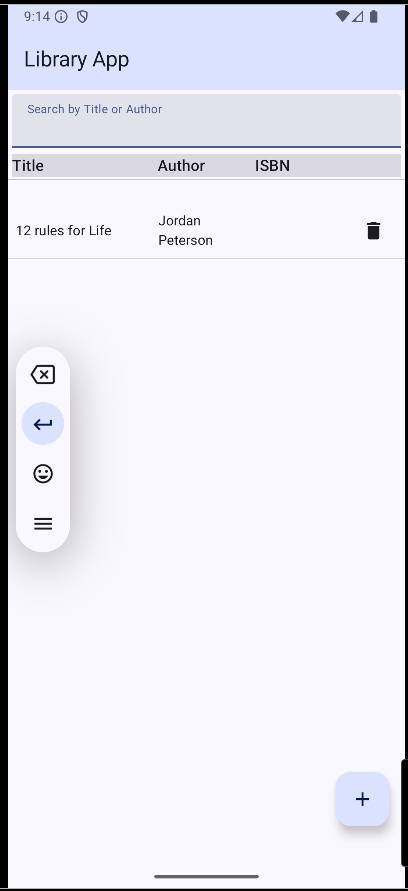 9:14
Library App
Search by Title or Author
Title Author ISBN
12 rules for Life Jordan
Peterson